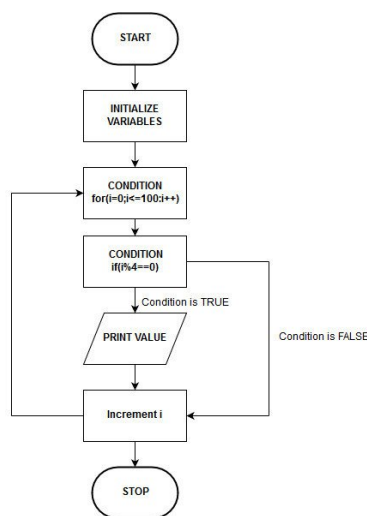 START
INITIALIZE
VARIABLES
CONDITION
for(i=0;i<=100:i++)
CONDITION
if(i%4==0)
Condition is TRUE
PRINT VALUE
Condition is FALSE
Increment i
STOP